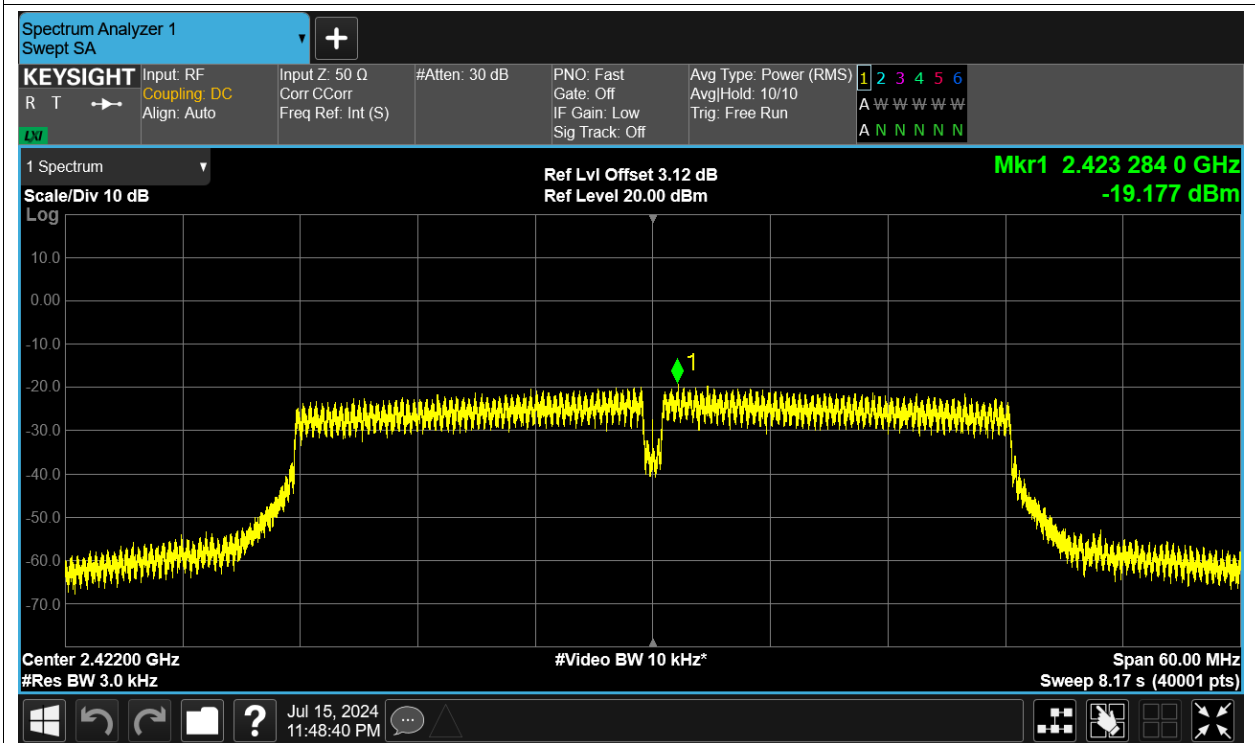 Spectrum Analyzer 1
Swept SA
KEYSIGHT
R T
LXI
Input: RF
Coupling: DC
Align: Auto
Input Z: 50 Ω
Corr CCorr
Freq Ref: Int (S)
#Atten: 30 dB
PNO: Fast
Gate: Off
IF Gain: Low
Sig Track: Off
Avg Type: Power (RMS)
Avg|Hold: 10/10
Trig: Free Run
1 2 3 4 5 6
A W W W W W
A N N N N N
1 Spectrum
Scale/Div 10 dB
Log
Ref Lvl Offset 3.12 dB
Ref Level 20.00 dBm
Mkr1 2.423 284 0 GHz
-19.177 dBm
10.0
0.00
-10.0
1
-20.0
-30.0
-40.0
-50.0
-60.0
-70.0
Center 2.42200 GHz
#Res BW 3.0 kHz
#Video BW 10 kHz*
Span 60.00 MHz
Sweep 8.17 s (40001 pts)
?
Jul 15, 2024
11:48:40 PM